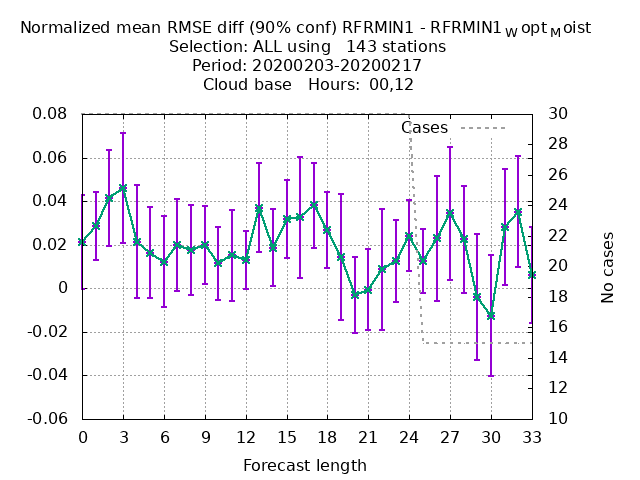 Normalized mean RMSE diff (90% conf) RFRMIN1 - RFRMIN1WoptMoist
Selection: ALL using   143 stations
Period: 20200203-20200217
Cloud base   Hours: 00,12
Cases
0.08
0.06
0.04
0.02
0
-0.02
-0.04
-0.06
30
28
26
24
22
20
18
16
14
12
10
No cases
0 3 6 9 12 15 18 21 24 27 30 33
Forecast length